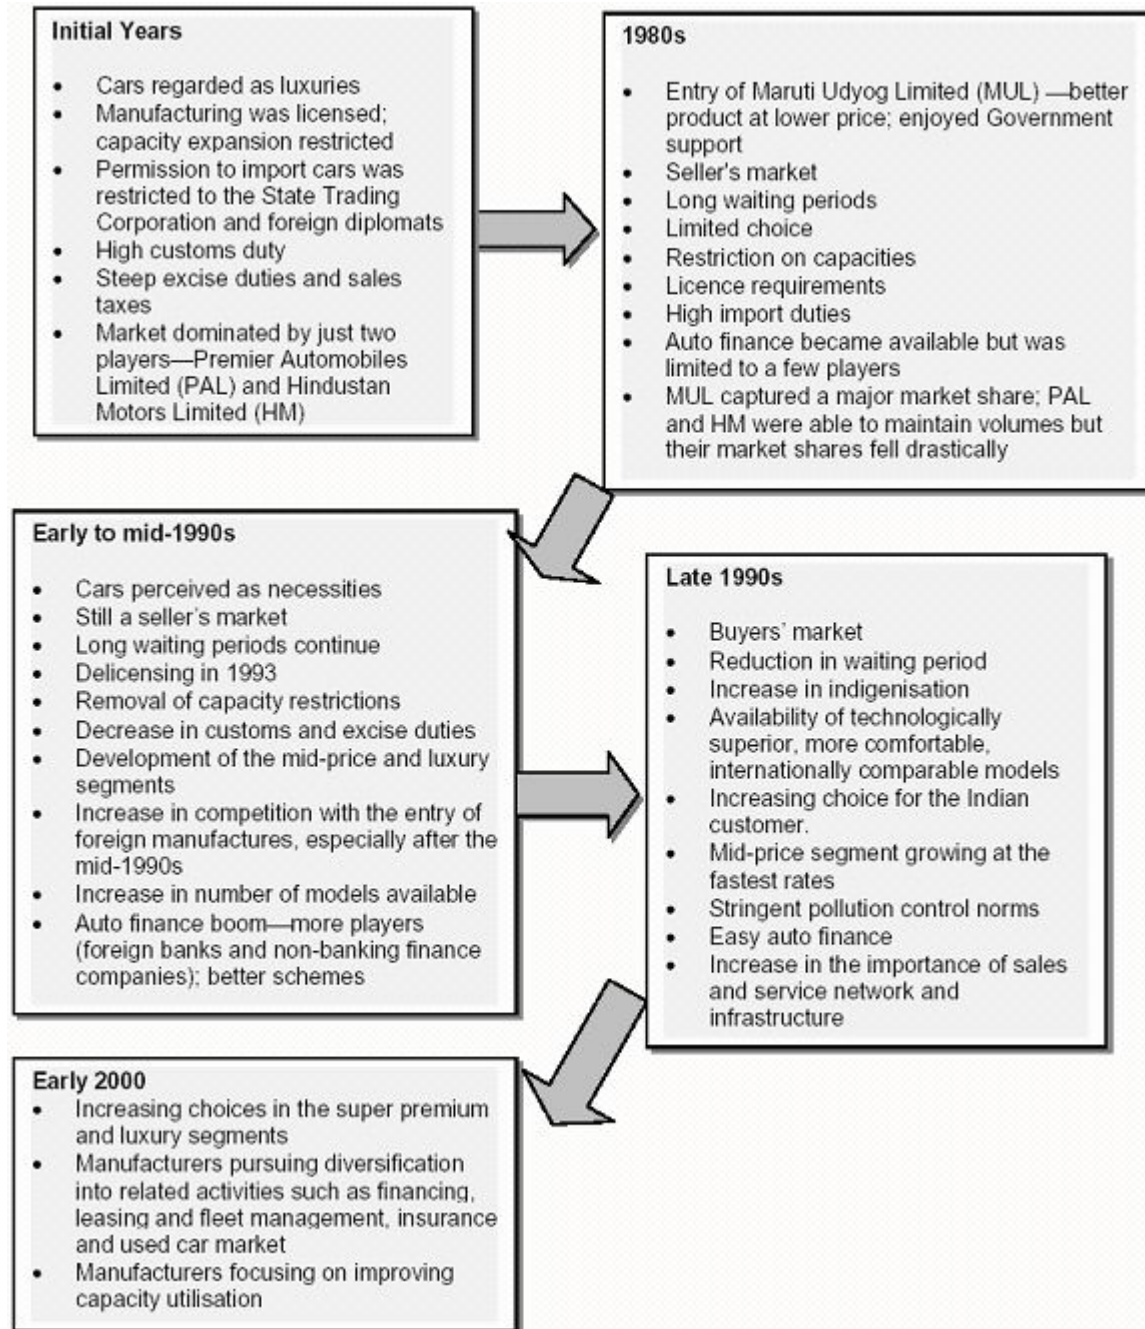 Initial Years
• Cars regarded as luxuries
• Manufacturing was licensed;
capacity expansion restricted
• Permission to import cars was
restricted to the State Trading
Corporation and foreign diplomats
• High customs duty
• Steep excise duties and sales
taxes
• Market dominated by just two
players—Premier Automobiles
Limited (PAL) and Hindustan
Motors Limited (HM)
1980s
• Entry of Maruti Udyog Limited (MUL) —better
product at lower price; enjoyed Government
support
• Seller's market
• Long waiting periods
• Limited choice
• Restriction on capacities
• Licence requirements
• High import duties
• Auto finance became available but was
limited to a few players
• MUL captured a major market share; PAL
and HM were able to maintain volumes but
their market shares fell drastically
Early to mid-1990s
• Cars perceived as necessities
• Still a seller's market
• Long waiting periods continue
• Delicensing in 1993
• Removal of capacity restrictions
• Decrease in customs and excise duties
• Development of the mid-price and luxury
segments
• Increase in competition with the entry of
foreign manufactures, especially after the
mid-1990s
• Increase in number of models available
• Auto finance boom—more players
(foreign banks and non-banking finance
companies); better schemes
Late 1990s
• Buyers' market
• Reduction in waiting period
• Increase in indigenisation
• Availability of technologically
superior, more comfortable,
internationally comparable models
• Increasing choice for the Indian
customer.
• Mid-price segment growing at the
fastest rates
• Stringent pollution control norms
• Easy auto finance
• Increase in the importance of sales
and service network and
infrastructure
Early 2000
• Increasing choices in the super premium
and luxury segments
• Manufacturers pursuing diversification
into related activities such as financing,
leasing and fleet management, insurance
and used car market
• Manufacturers focusing on improving
capacity utilisation